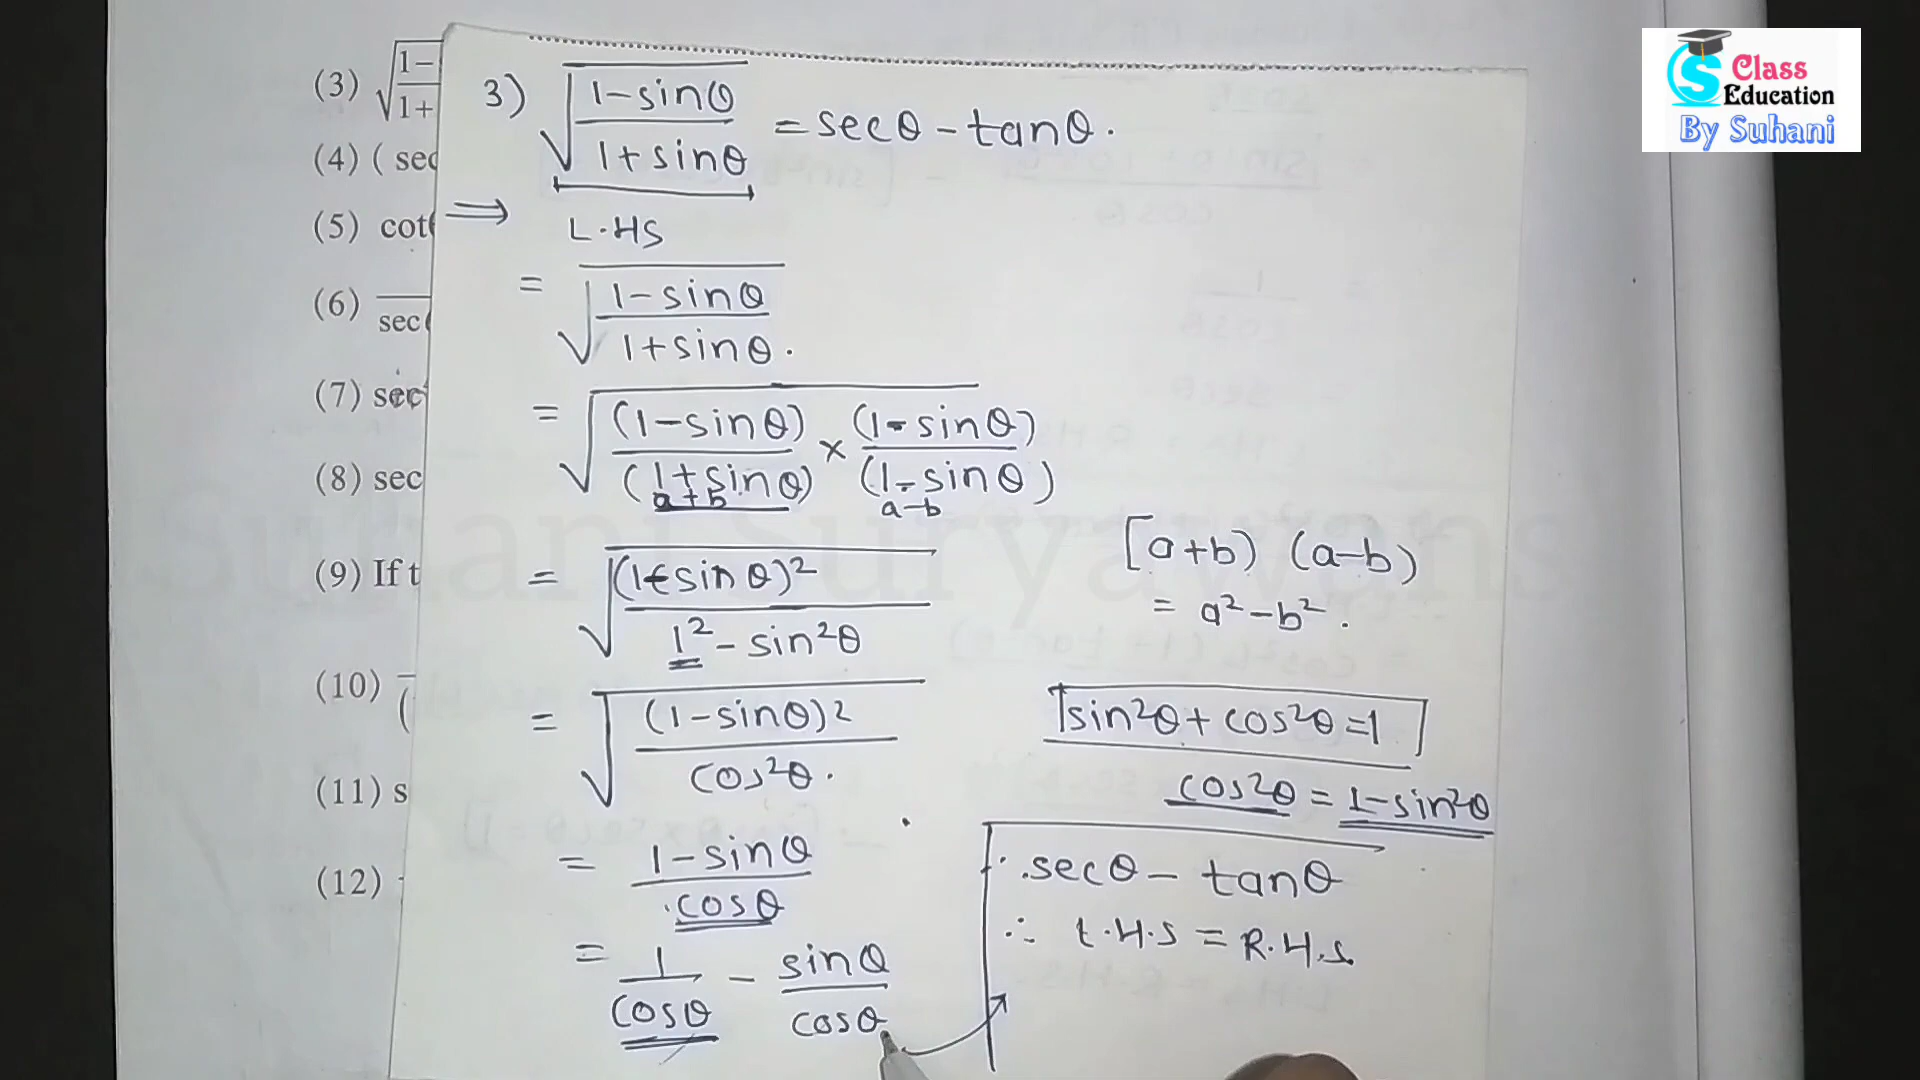 Class
Education
By Suhani
(3) √(1-
1+
(4) ( sec
(5) cot
(6)
sec
(7) sec
(8) sec
(9) If t
(10)
(
(11) s
(12)
3) √((1-sinθ)/(1+sinθ)) = secθ - tanθ.
⇒ L.HS
= √((1-sinθ)/(1+sinθ)).
= √((1-sinθ)/(1+sinθ) × (1-sinθ)/(1-sinθ))
a+b a-b
= √((1-sinθ)²/(1²-sin²θ))
[a+b) (a-b)
= a²-b².
= √((1-sinθ)²/cos²θ).
sin²θ+cos²θ=1
cos²θ = 1-sin²θ
= (1-sinθ)/cosθ
= 1/cosθ - sinθ/cosθ
secθ - tanθ
∴ L.H.S = R.H.S.
Suhani Suryawans